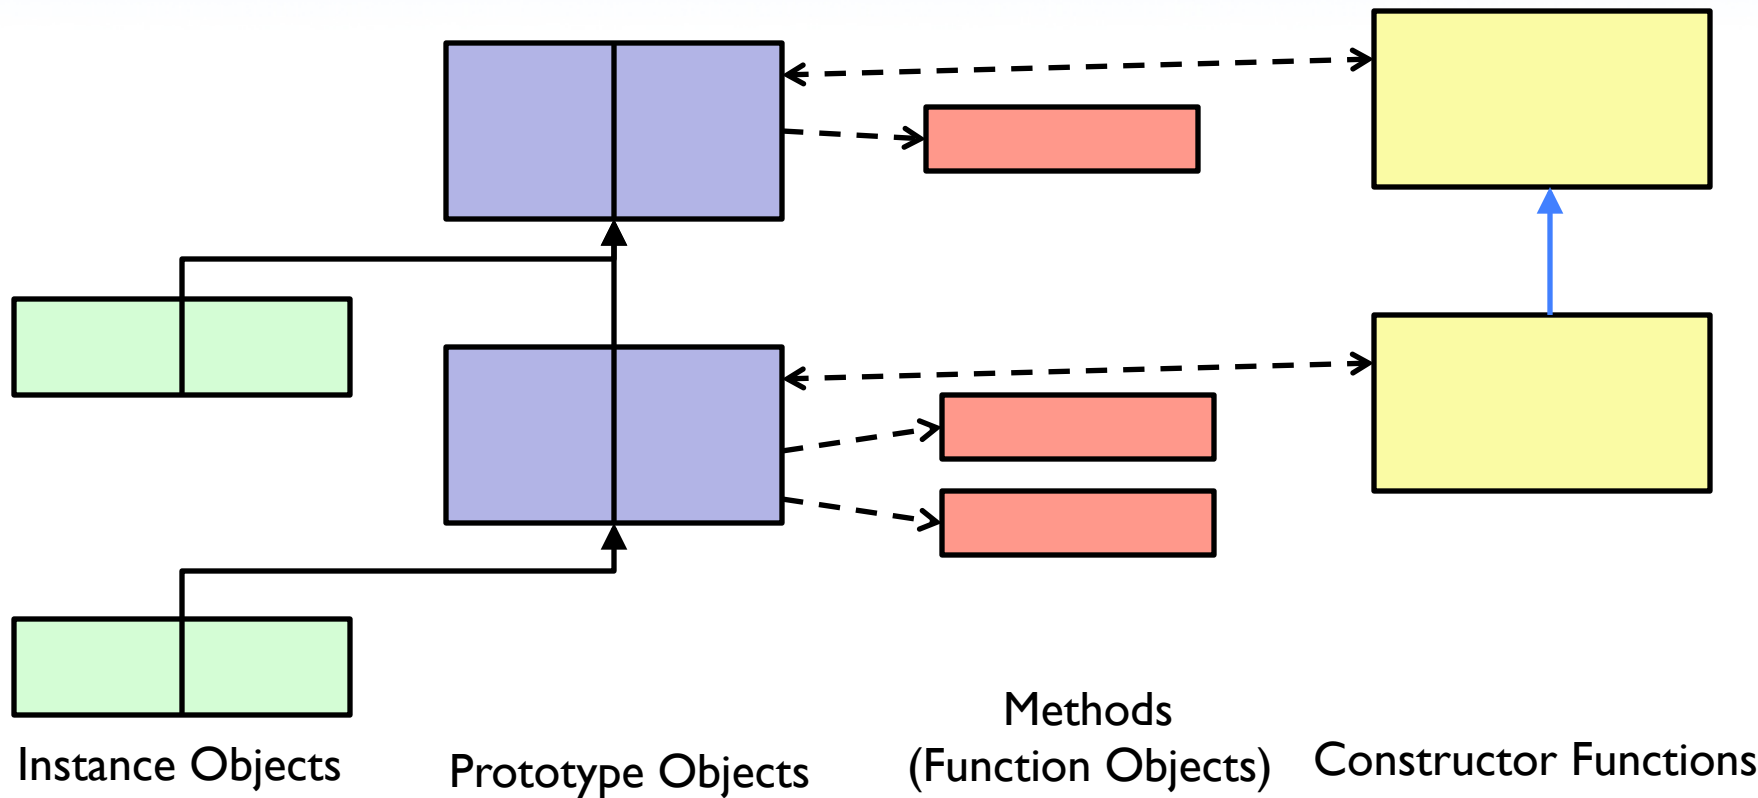 Instance Objects
Prototype Objects
Methods
(Function Objects)
Constructor Functions